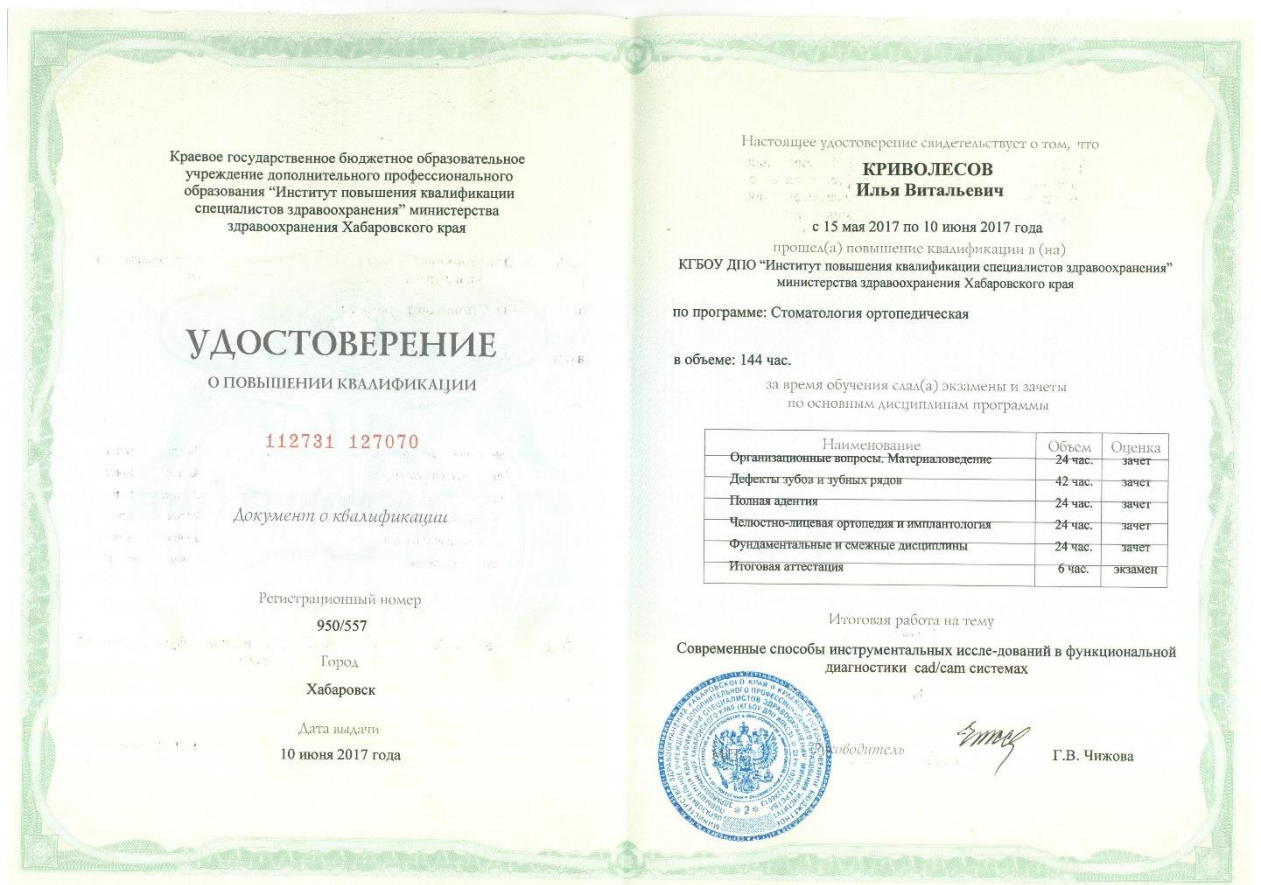 Краевое государственное бюджетное образовательное
учреждение дополнительного профессионального
образования “Институт повышения квалификации
специалистов здравоохранения” министерства
здравоохранения Хабаровского края
УДОСТОВЕРЕНИЕ
О ПОВЫШЕНИИ КВАЛИФИКАЦИИ
112731 127070
Документ о квалификации
Регистрационный номер
950/557
Город
Хабаровск
Дата выдачи
10 июня 2017 года
Настоящее удостоверение свидетельствует о том, что
КРИВОЛЕСОВ
Илья Витальевич
с 15 мая 2017 по 10 июня 2017 года
прошел(а) повышение квалификации в (на)
КГБОУ ДПО “Институт повышения квалификации специалистов здравоохранения”
министерства здравоохранения Хабаровского края
по программе: Стоматология ортопедическая
в объеме: 144 час.
за время обучения сдал(а) экзамены и зачеты
по основным дисциплинам программы
Наименование Объем Оценка
Организационные вопросы. Материаловедение 24 час. зачет
Дефекты зубов и зубных рядов 42 час. зачет
Полная адентия 24 час. зачет
Челюстно-лицевая ортопедия и имплантология 24 час. зачет
Фундаментальные и смежные дисциплины 24 час. зачет
Итоговая аттестация 6 час. экзамен
Итоговая работа на тему
Современные способы инструментальных иссле-дований в функциональной
диагностики cad/cam системах
М.П. Руководитель Г.В. Чижова